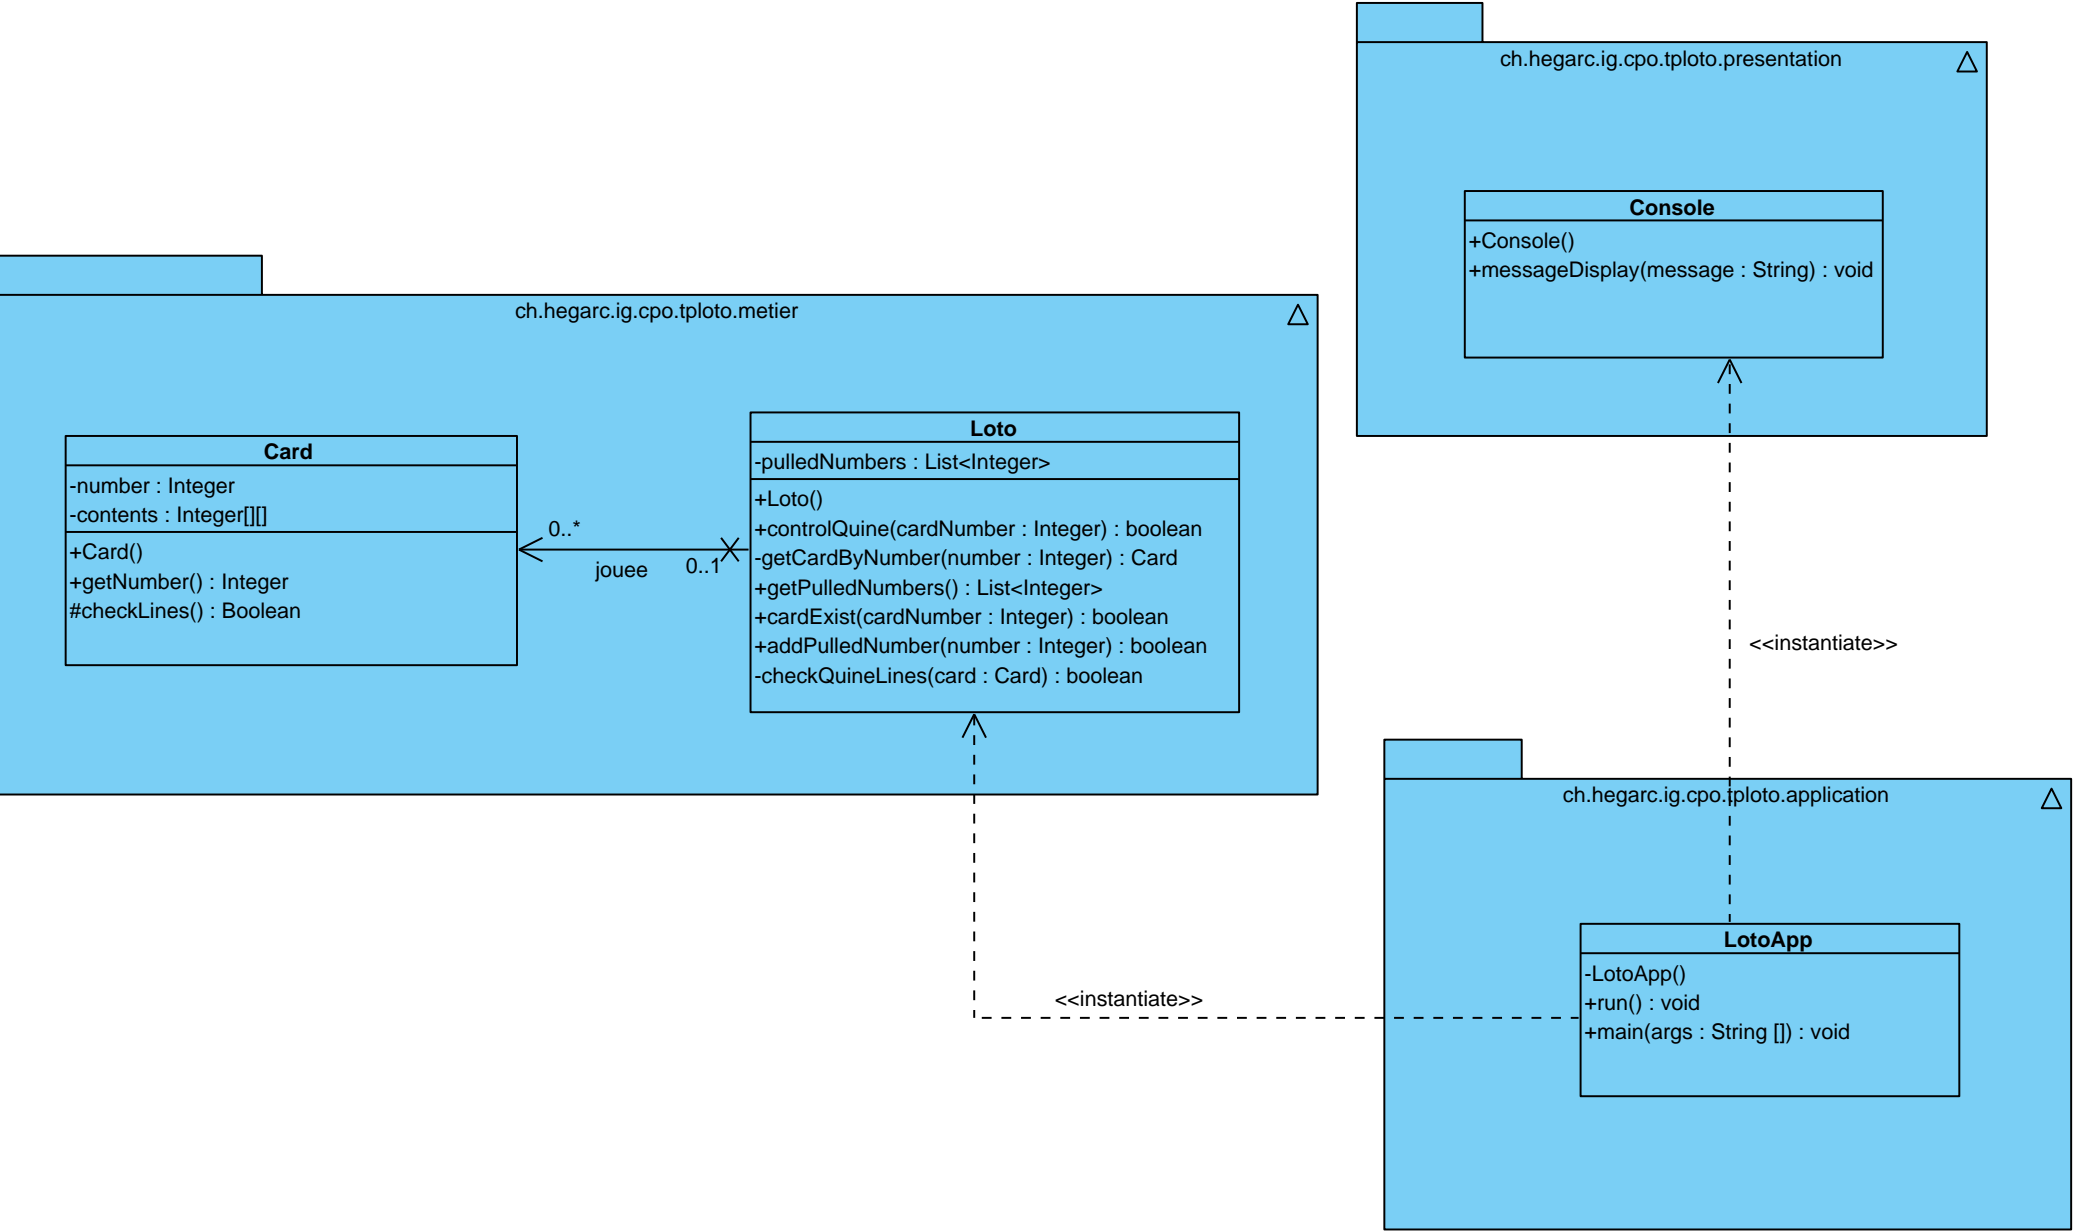 ch.hegarc.ig.cpo.tploto.presentation
Console
+Console()
+messageDisplay(message : String) : void
ch.hegarc.ig.cpo.tploto.metier
Card
-number : Integer
-contents : Integer[][]
+Card()
+getNumber() : Integer
#checkLines() : Boolean
0..*
jouee
0..1
Loto
-pulledNumbers : List<Integer>
+Loto()
+controlQuine(cardNumber : Integer) : boolean
-getCardByNumber(number : Integer) : Card
+getPulledNumbers() : List<Integer>
+cardExist(cardNumber : Integer) : boolean
+addPulledNumber(number : Integer) : boolean
-checkQuineLines(card : Card) : boolean
<<instantiate>>
<<instantiate>>
ch.hegarc.ig.cpo.tploto.application
LotoApp
-LotoApp()
+run() : void
+main(args : String []) : void